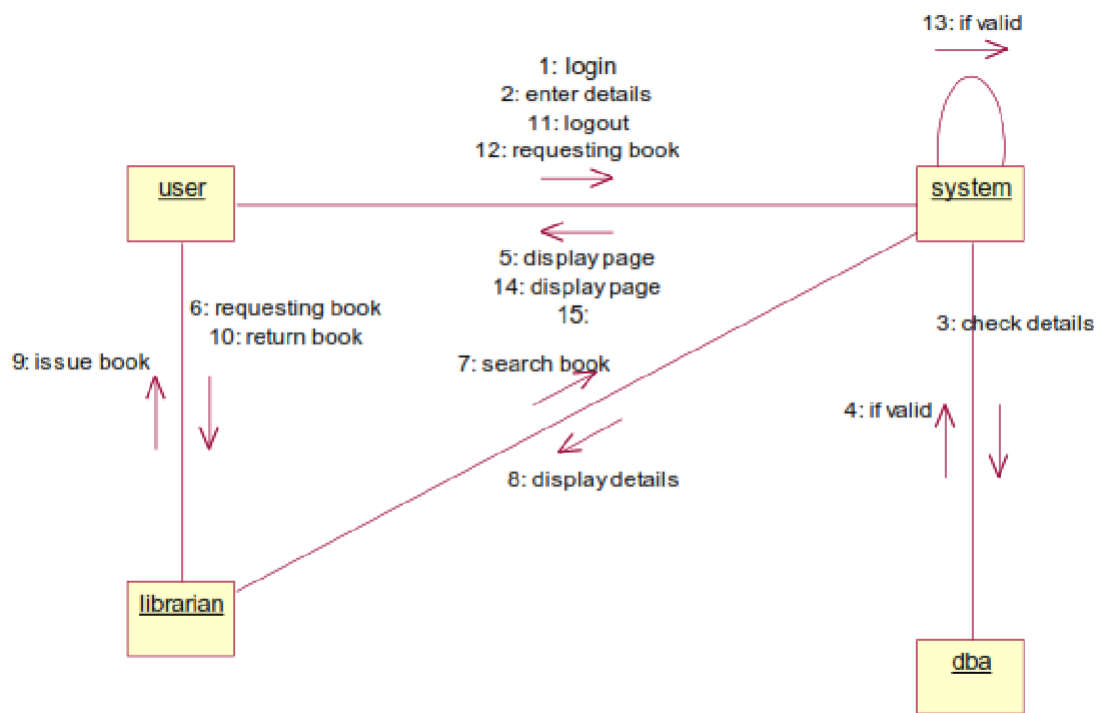 13: if valid
1: login
2: enter details
11: logout
12: requesting book
user
system
5: display page
14: display page
15:
6: requesting book
10: return book
9: issue book
3: check details
7: search book
4: if valid
8: display details
librarian
dba